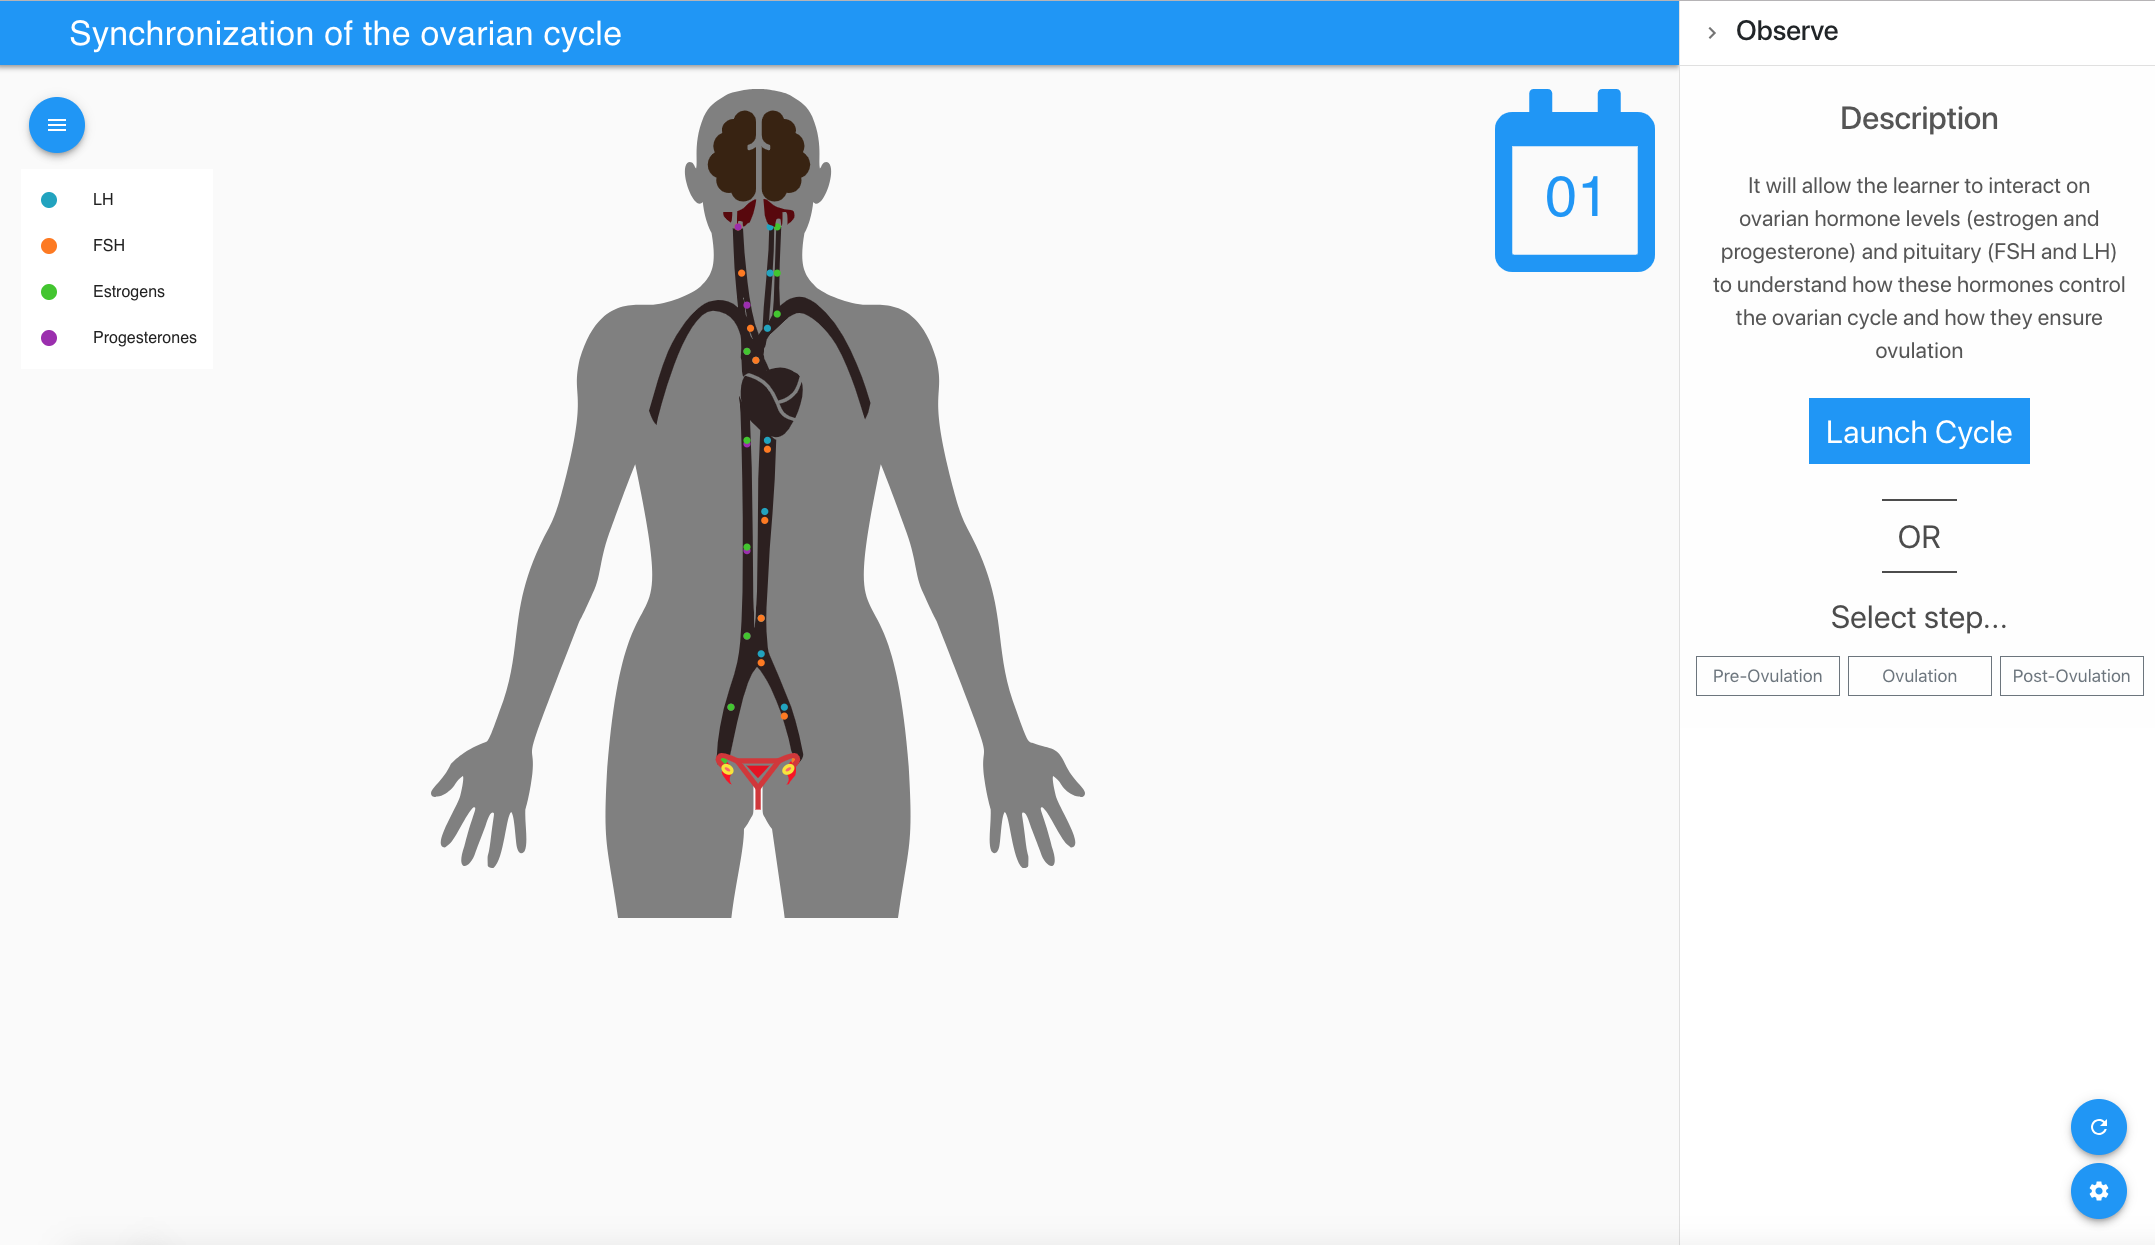 Synchronization of the ovarian cycle
LH
FSH
Estrogens
Progesterones
01
Observe
Description
It will allow the learner to interact on
ovarian hormone levels (estrogen and
progesterone) and pituitary (FSH and LH)
to understand how these hormones control
the ovarian cycle and how they ensure
ovulation
Launch Cycle
OR
Select step...
Pre-Ovulation
Ovulation
Post-Ovulation